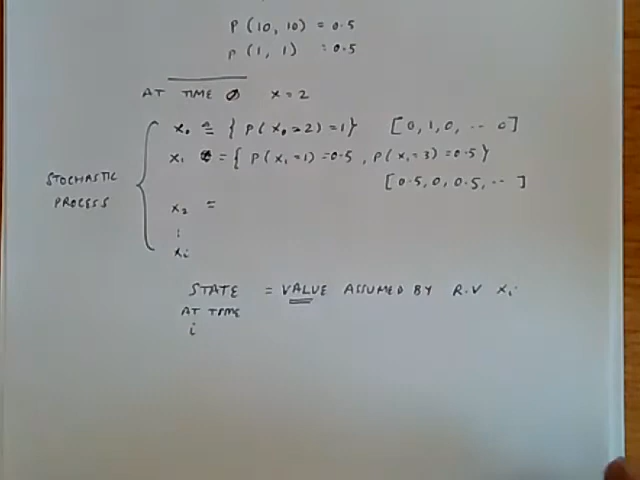 P(10, 10) = 0.5
P(1, 1) = 0.5
AT TIME 0 x = 2
x₀ ≜ { P(x₀ = 2) = 1 } [0, 1, 0, ... 0]
x₁ = { P(x₁ = 1) = 0.5, P(x₁ = 3) = 0.5 }
[0.5, 0, 0.5, ... ]
STOCHASTIC
PROCESS
x₂ =
⋮
xᵢ
STATE = VALUE ASSUMED BY R.V xᵢ
AT TIME
i